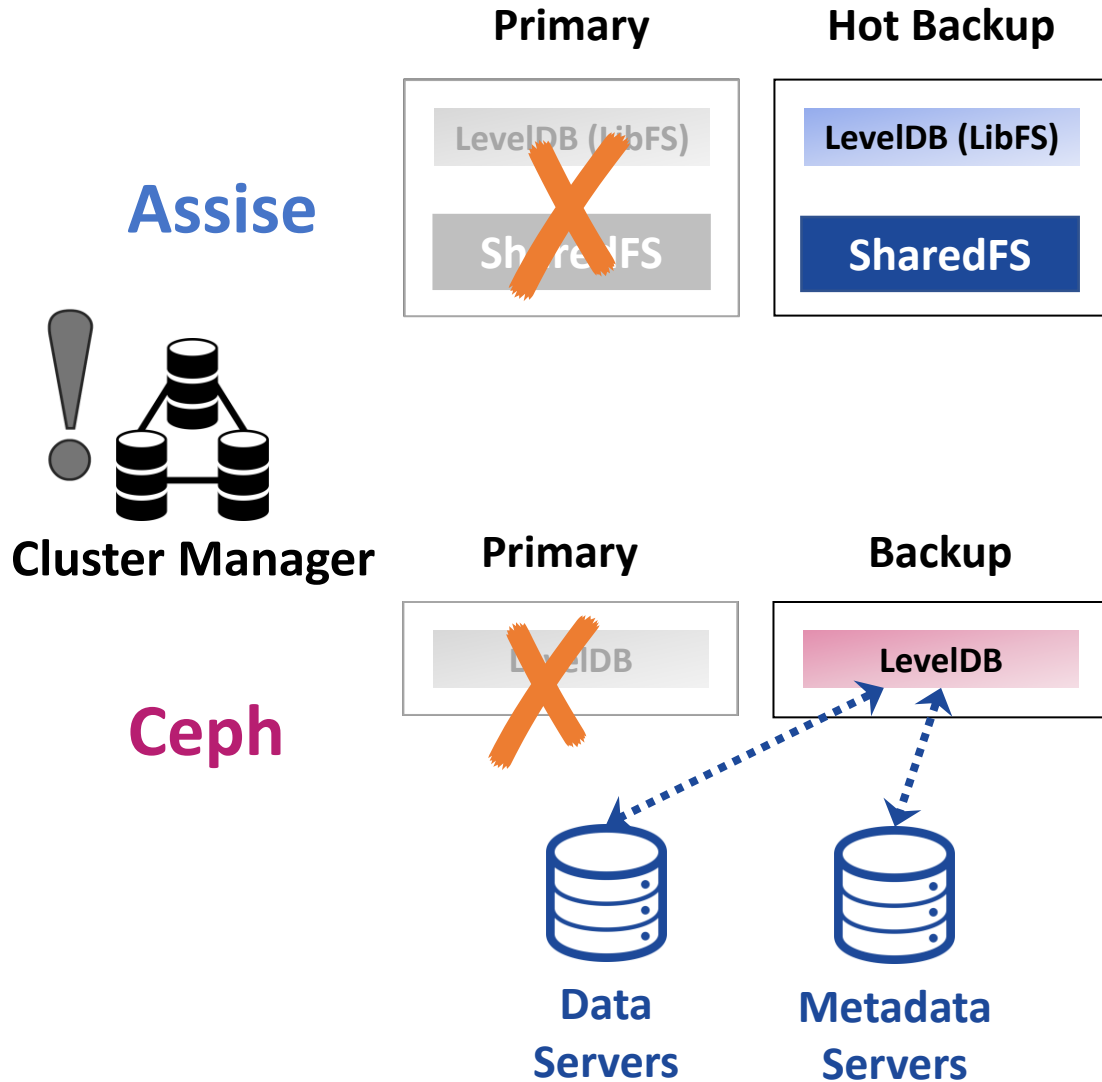 Primary
Hot Backup
LevelDB (LibFS)
LevelDB (LibFS)
Assise
SharedFS
SharedFS
Cluster Manager
Primary
Backup
LevelDB
LevelDB
Ceph
Data
Servers
Metadata
Servers